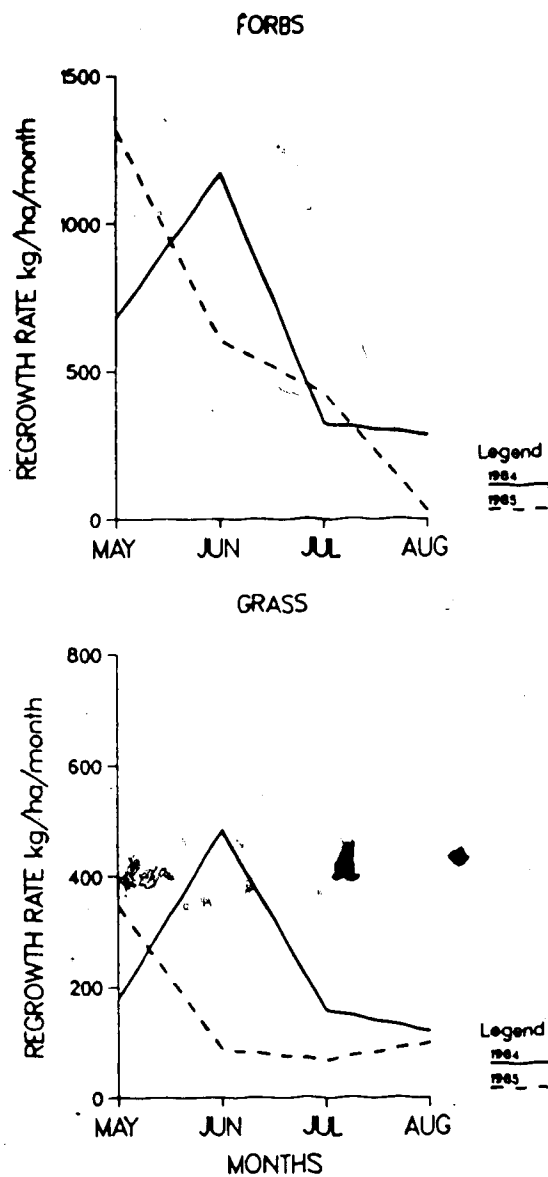 FORBS
REGROWTH RATE kg/ha/month
1500
1000
500
0
MAY JUN JUL AUG
Legend
1984
1985
GRASS
REGROWTH RATE kg/ha/month
800
600
400
200
0
MAY JUN JUL AUG
MONTHS
Legend
1984
1985